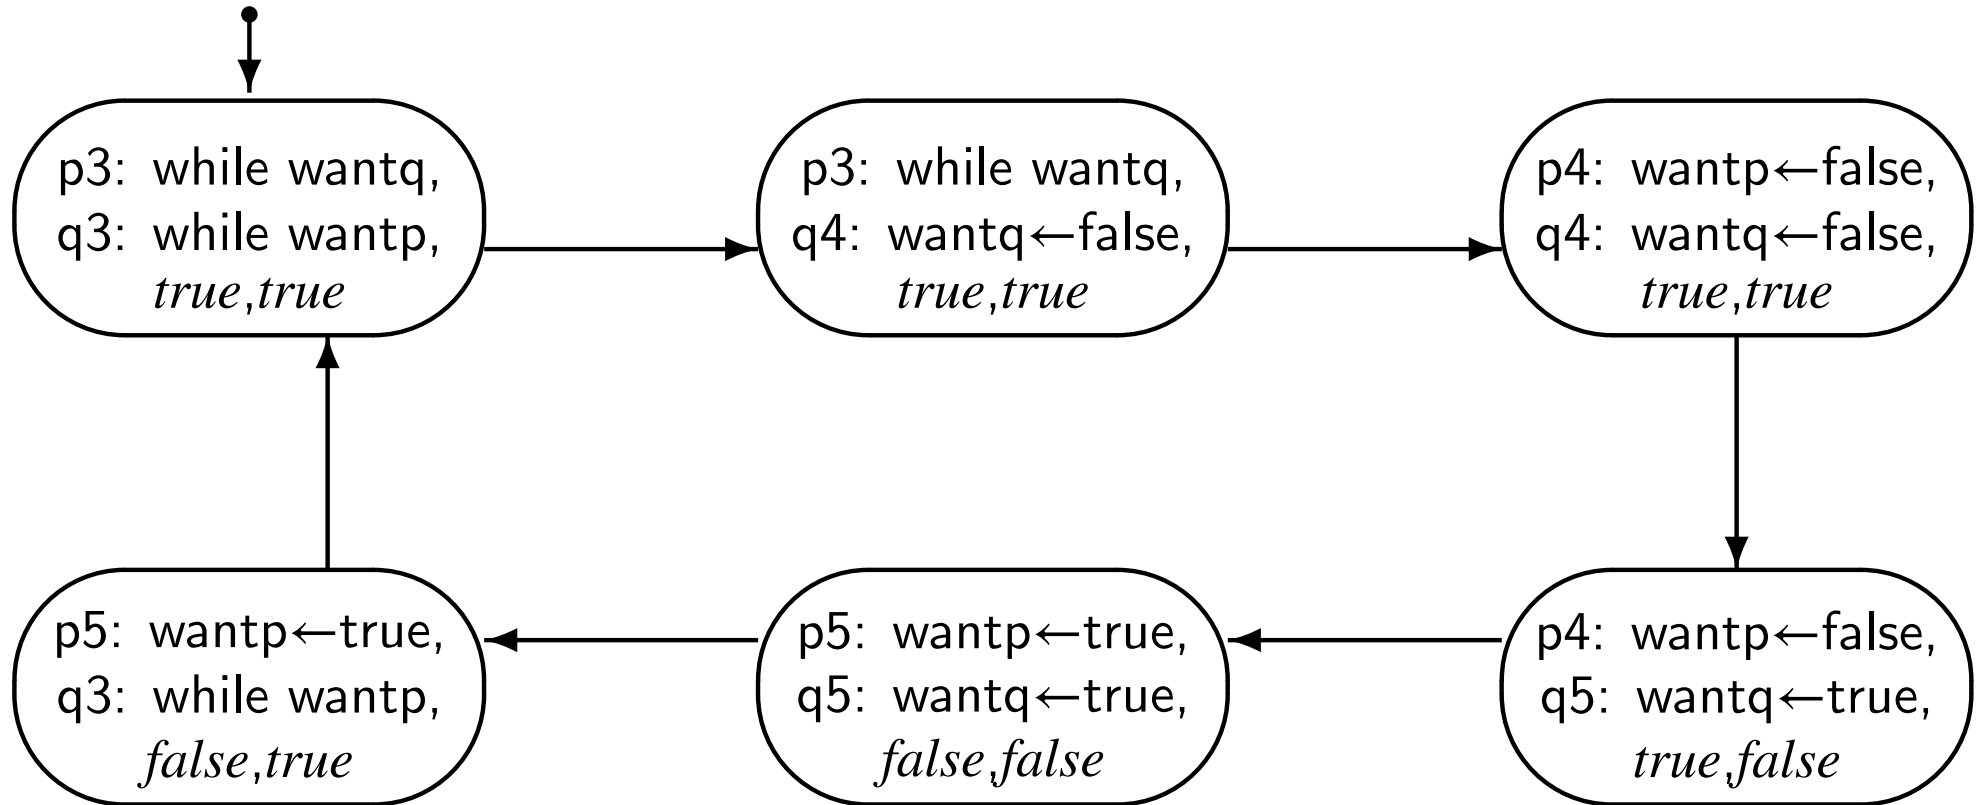 p3: while wantq,
q3: while wantp,
true,true
p3: while wantq,
q4: wantq←false,
true,true
p4: wantp←false,
q4: wantq←false,
true,true
p5: wantp←true,
q3: while wantp,
false,true
p5: wantp←true,
q5: wantq←true,
false,false
p4: wantp←false,
q5: wantq←true,
true,false